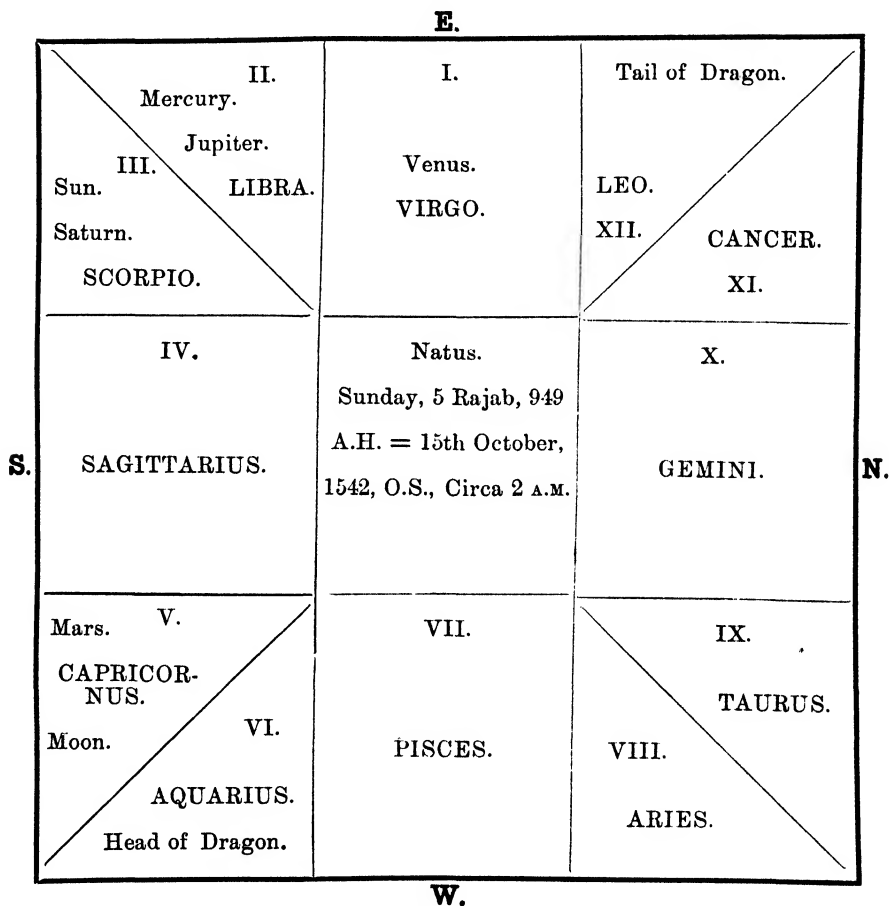 E.
II.
Mercury.
Jupiter.
LIBRA.
III.
Sun.
Saturn.
SCORPIO.
I.
Venus.
VIRGO.
Tail of Dragon.
LEO.
XII.
CANCER.
XI.
S.
IV.
SAGITTARIUS.
Natus.
Sunday, 5 Rajab, 949
A.H. = 15th October,
1542, O.S., Circa 2 A.M.
X.
GEMINI.
N.
Mars.
V.
CAPRICOR-
NUS.
Moon.
VI.
AQUARIUS.
Head of Dragon.
VII.
PISCES.
IX.
TAURUS.
VIII.
ARIES.
W.